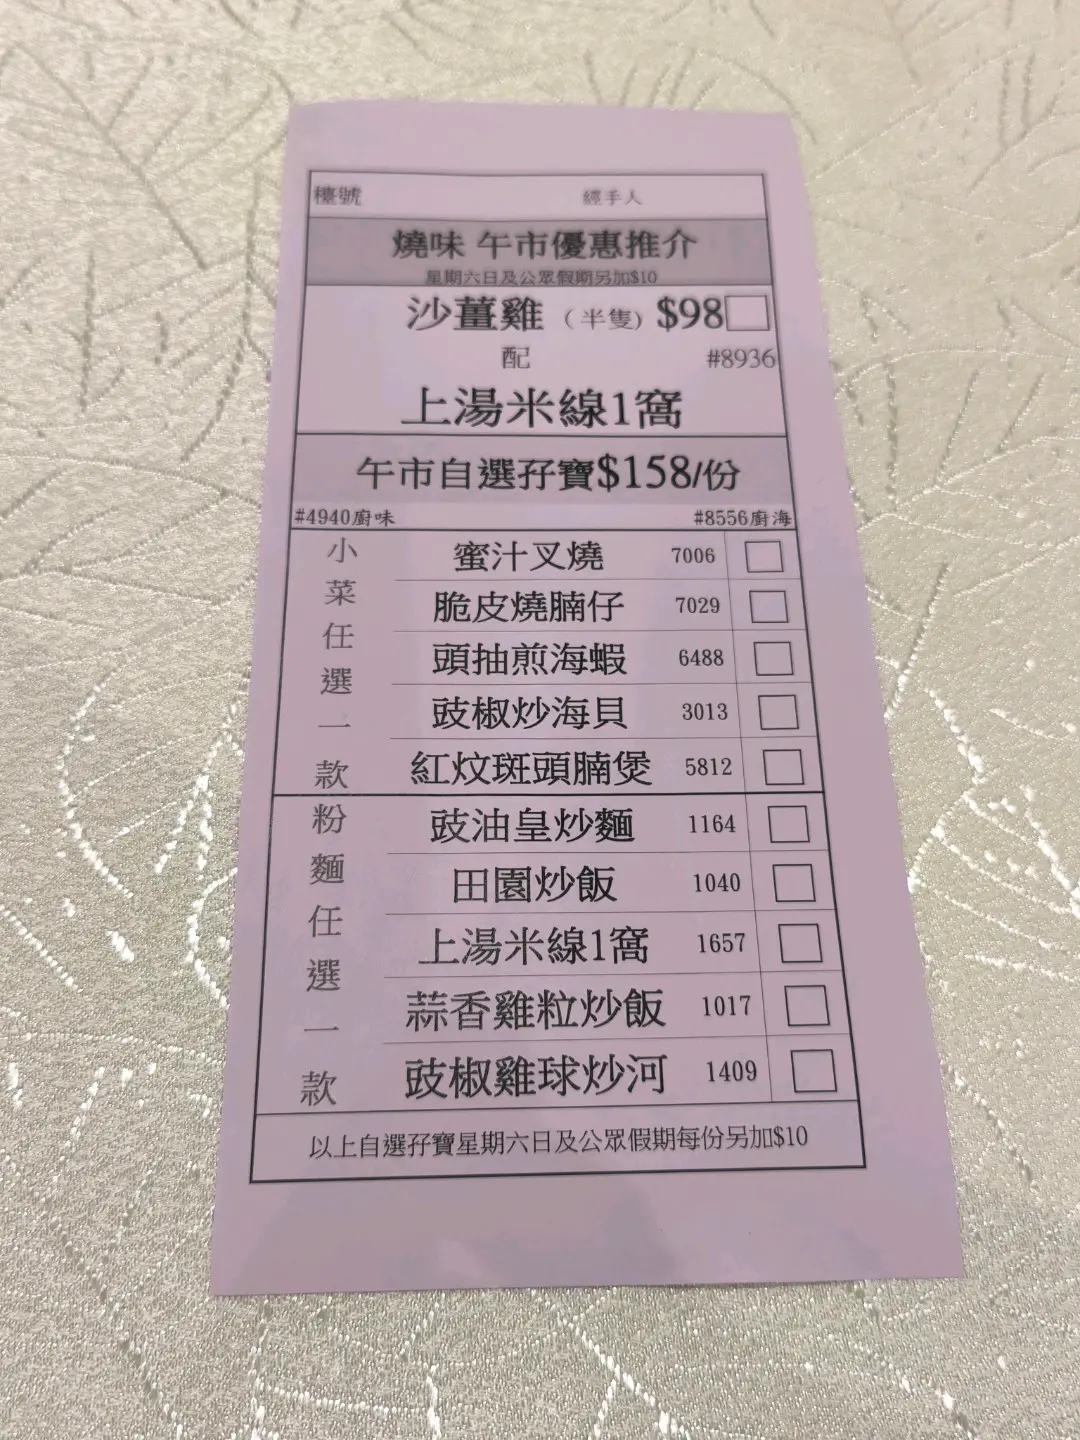 檯號 經手人
燒味 午市優惠推介
星期六日及公眾假期另加$10
沙薑雞 (半隻) $98
配 #8936
上湯米線1窩
午市自選孖寶$158/份
#4940廚味 #8556廚海
小菜任選一款
蜜汁叉燒 7006
脆皮燒腩仔 7029
頭抽煎海蝦 6488
豉椒炒海貝 3013
紅炆斑頭腩煲 5812
粉麵任選一款
豉油皇炒麵 1164
田園炒飯 1040
上湯米線1窩 1657
蒜香雞粒炒飯 1017
豉椒雞球炒河 1409
以上自選孖寶星期六日及公眾假期每份另加$10